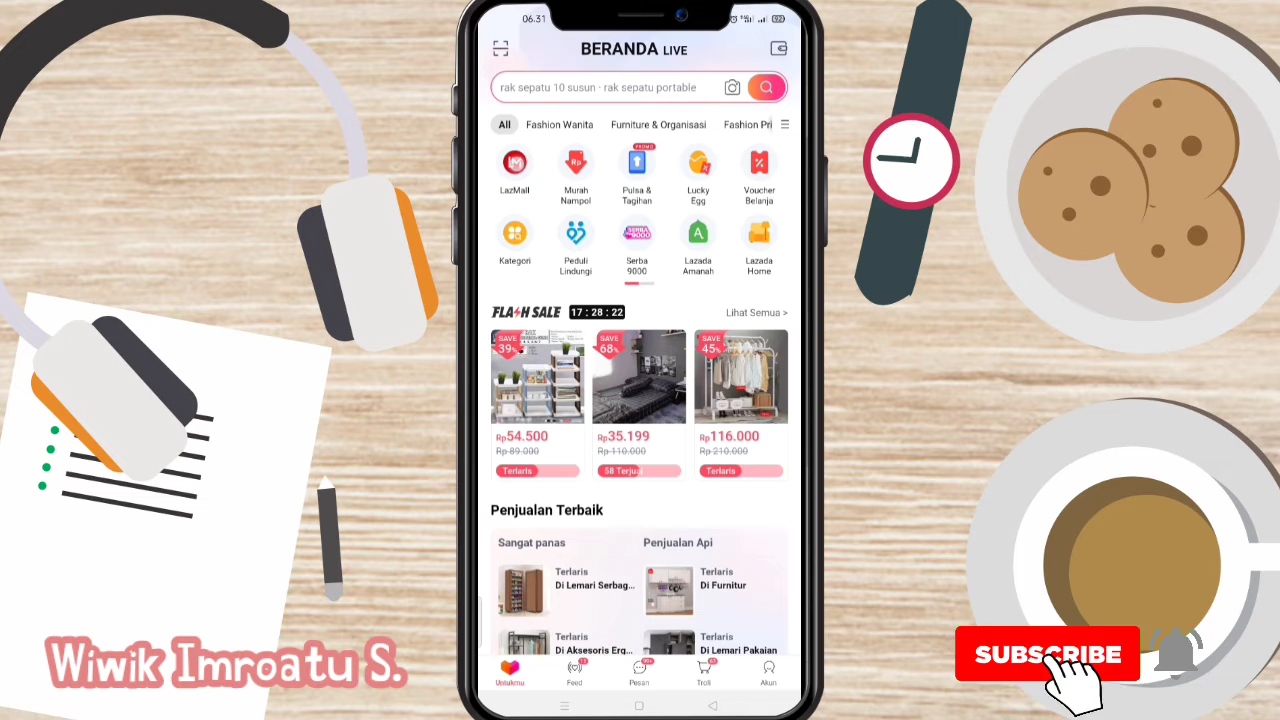 06.31
BERANDA LIVE
rak sepatu 10 susun · rak sepatu portable
All
Fashion Wanita
Furniture & Organisasi
Fashion Pri
PROMO
LazMall
Murah Nampol
Pulsa & Tagihan
Lucky Egg
Voucher Belanja
Rp
SERBA 9000
Kategori
Peduli Lindungi
Serba 9000
Lazada Amanah
Lazada Home
FLASH SALE
17 : 28 : 22
Lihat Semua >
SAVE 39%
SAVE 68%
SAVE 45%
Rp54.500
Rp35.199
Rp116.000
Rp 89.000
Rp 110.000
Rp 210.000
Terlaris
58 Terju
Terlaris
Penjualan Terbaik
Sangat panas
Penjualan Api
Terlaris
Di Lemari Serbag...
Terlaris
Di Furnitur
Terlaris
Di Aksesoris Erg...
Terlaris
Di Lemari Pakaian
Untukmu
Feed
Pesan
Troli
Akun
Wiwik Imroatu S.
SUBSCRIBE